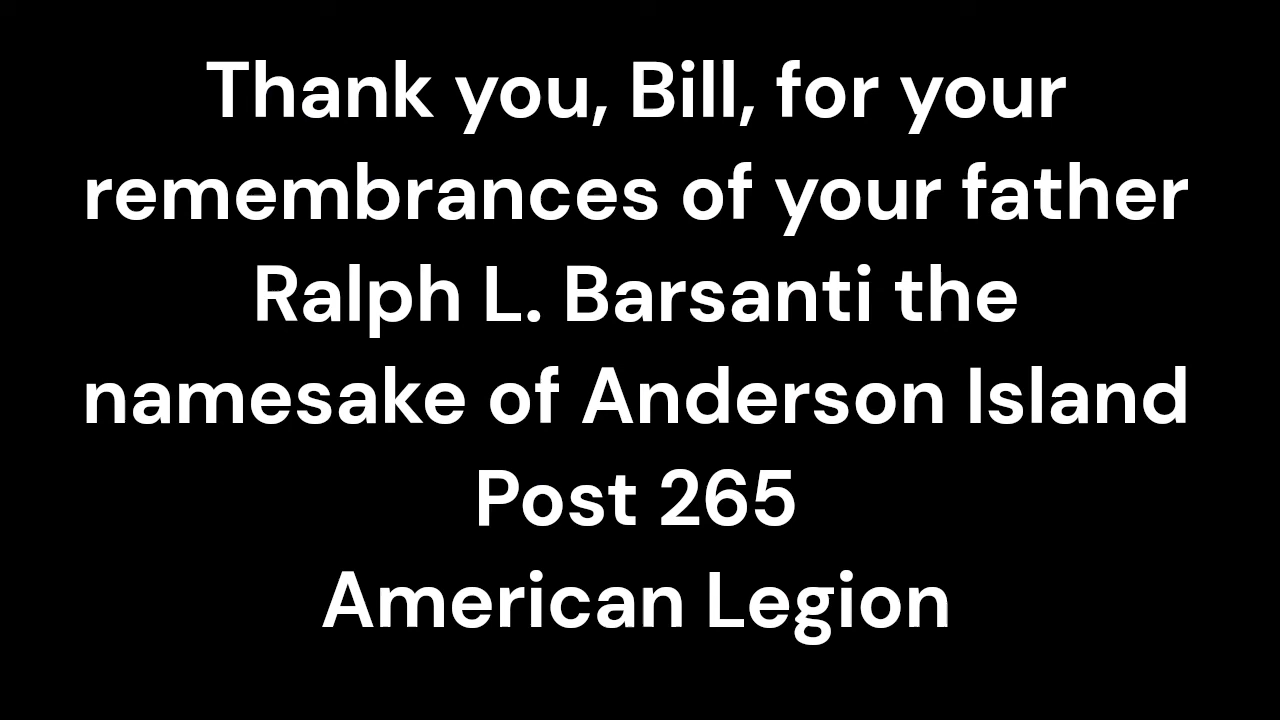 Thank you, Bill, for your
remembrances of your father
Ralph L. Barsanti the
namesake of Anderson Island
Post 265
American Legion